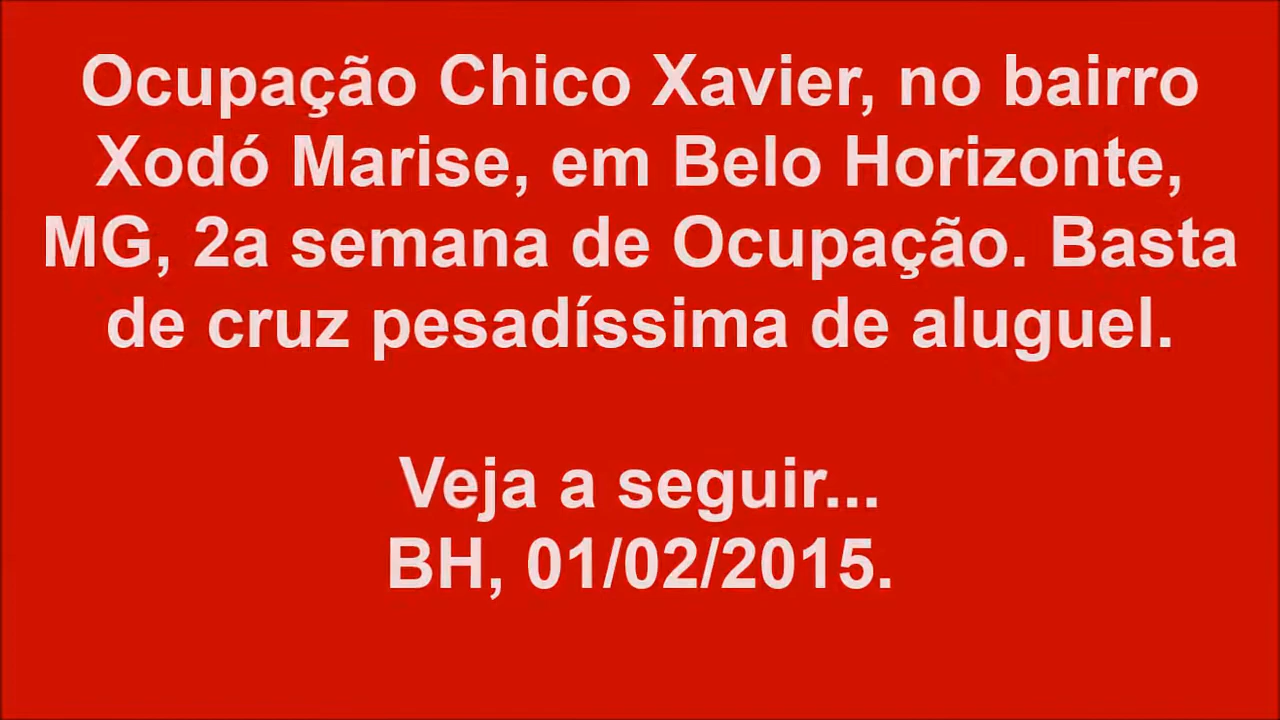 Ocupação Chico Xavier, no bairro
Xodó Marise, em Belo Horizonte,
MG, 2a semana de Ocupação. Basta
de cruz pesadíssima de aluguel.
Veja a seguir...
BH, 01/02/2015.